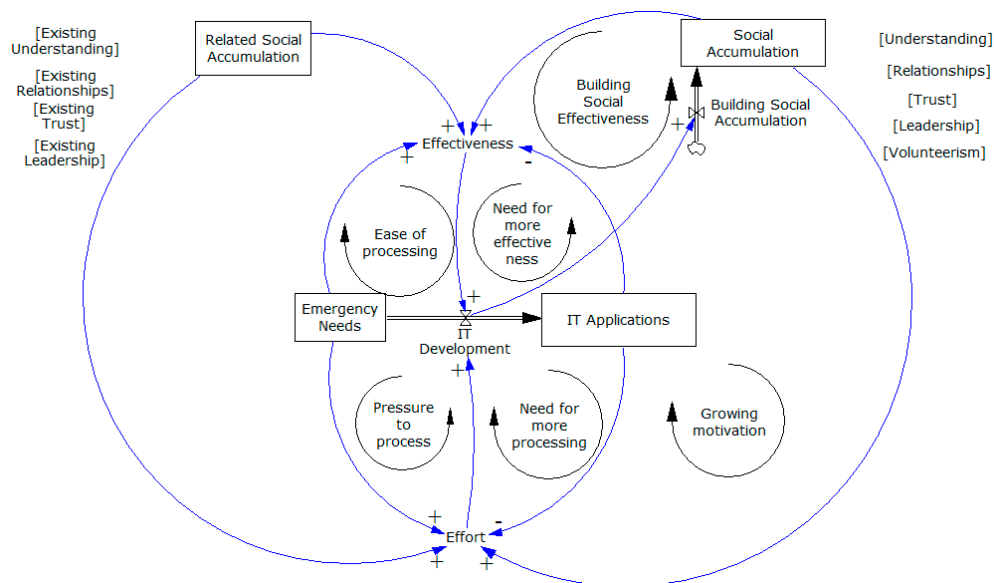 [Existing
Understanding]
[Existing
Relationships]
[Existing
Trust]
[Existing
Leadership]
Related Social
Accumulation
Social
Accumulation
[Understanding]
[Relationships]
[Trust]
[Leadership]
[Volunteerism]
Building
Social
Effectiveness
Building Social
Accumulation
+
+ +
Effectiveness
+
-
Ease of
processing
Need for
more
effective
ness
Emergency
Needs
+
IT
Development
+
IT Applications
Pressure
to
process
Need for
more
processing
Growing
motivation
+
-
Effort
+
+